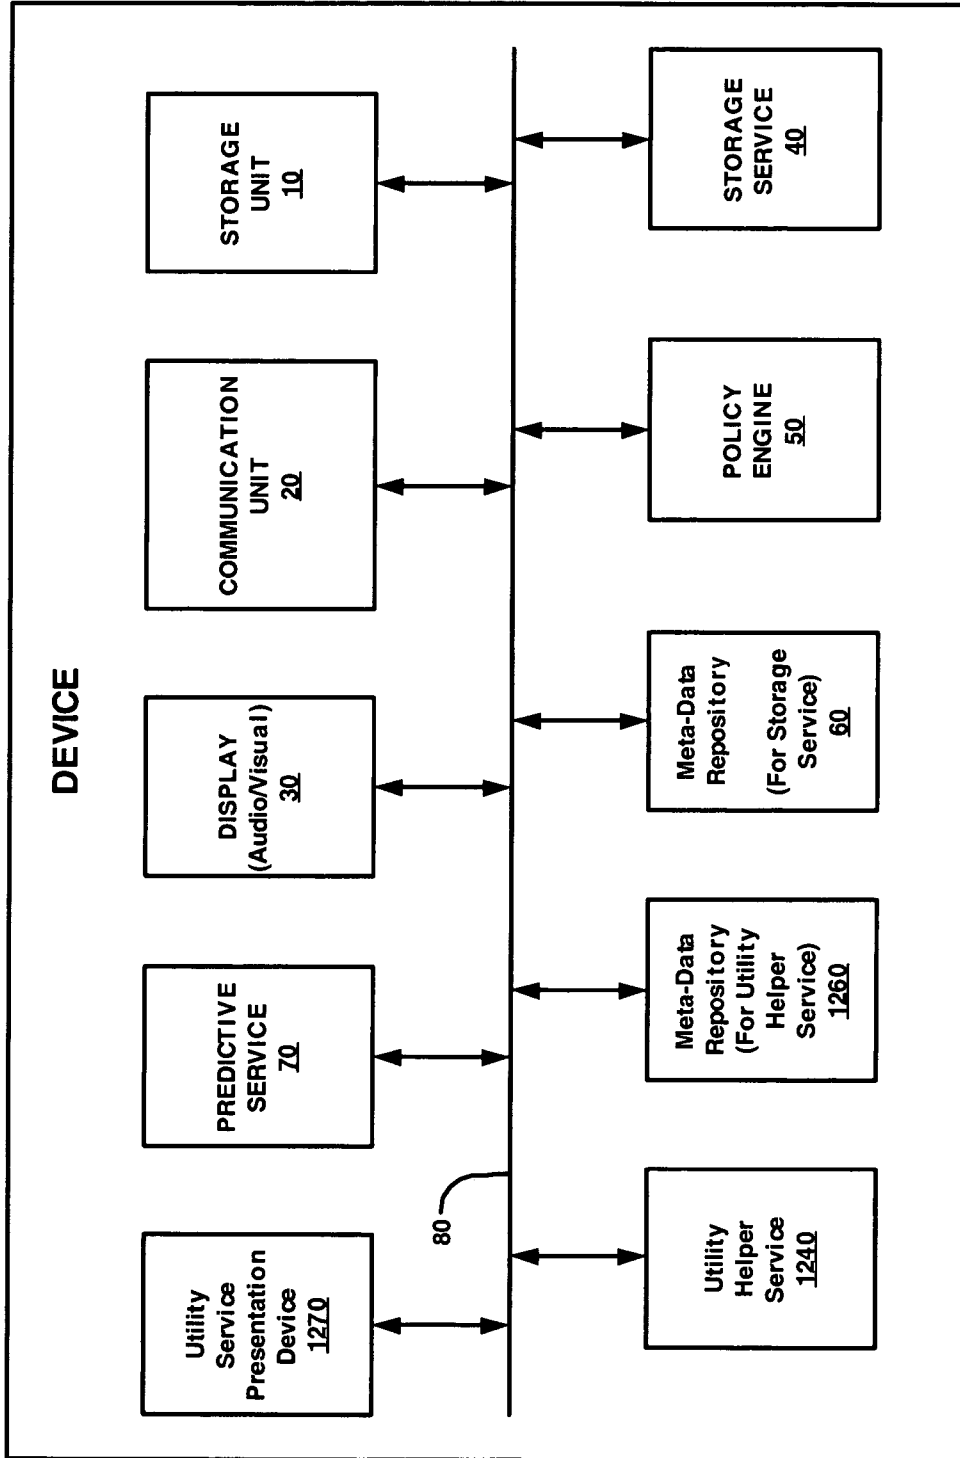 DEVICE
Utility
Service
Presentation
Device
1270
PREDICTIVE
SERVICE
70
DISPLAY
(Audio/Visual)
30
COMMUNICATION
UNIT
20
STORAGE
UNIT
10
80
Utility
Helper
Service
1240
Meta-Data
Repository
(For Utility
Helper
Service)
1260
Meta-Data
Repository
(For Storage
Service)
60
POLICY
ENGINE
50
STORAGE
SERVICE
40